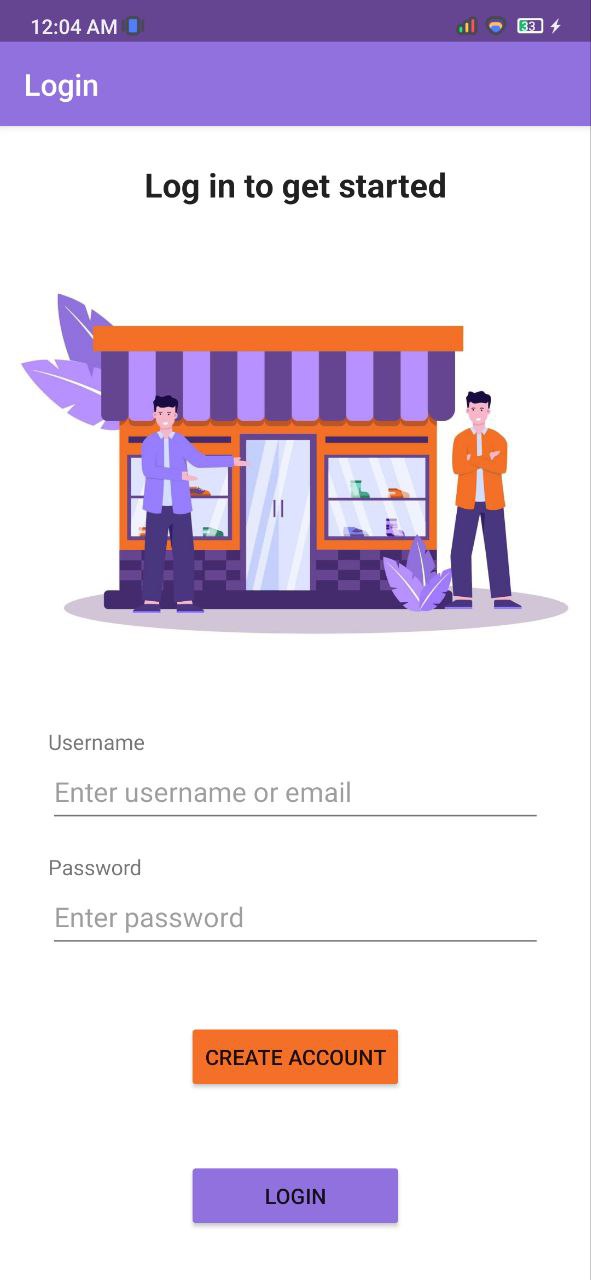 12:04 AM 33
Login
Log in to get started
Username
Enter username or email
Password
Enter password
CREATE ACCOUNT
LOGIN